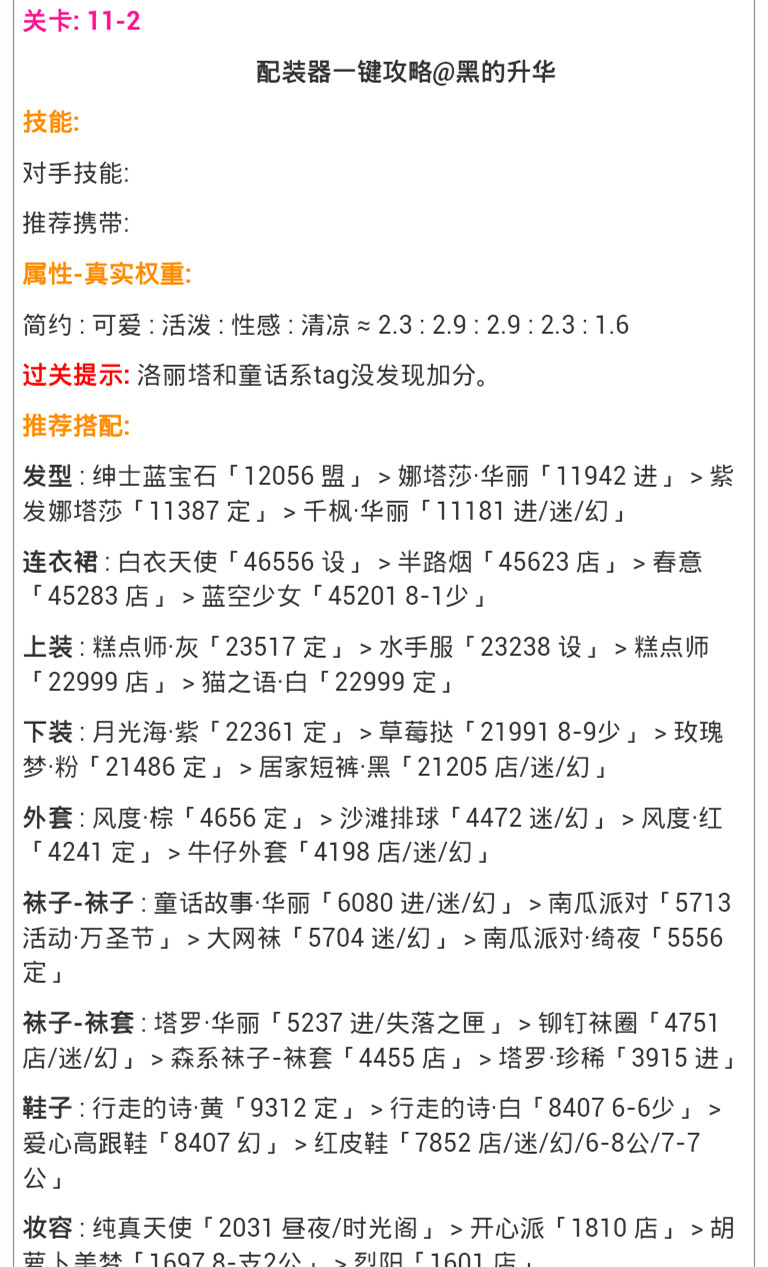 关卡: 11-2
配装器一键攻略@黑的升华
技能:
对手技能:
推荐携带:
属性-真实权重:
简约 : 可爱 : 活泼 : 性感 : 清凉 ≈ 2.3 : 2.9 : 2.9 : 2.3 : 1.6
过关提示: 洛丽塔和童话系tag没发现加分。
推荐搭配:
发型 : 绅士蓝宝石「12056 盟」 > 娜塔莎·华丽「11942 进」 > 紫
发娜塔莎「11387 定」 > 千枫·华丽「11181 进/迷/幻」
连衣裙 : 白衣天使「46556 设」 > 半路烟「45623 店」 > 春意
「45283 店」 > 蓝空少女「45201 8-1少」
上装 : 糕点师·灰「23517 定」 > 水手服「23238 设」 > 糕点师
「22999 店」 > 猫之语·白「22999 定」
下装 : 月光海·紫「22361 定」 > 草莓挞「21991 8-9少」 > 玫瑰
梦·粉「21486 定」 > 居家短裤·黑「21205 店/迷/幻」
外套 : 风度·棕「4656 定」 > 沙滩排球「4472 迷/幻」 > 风度·红
「4241 定」 > 牛仔外套「4198 店/迷/幻」
袜子-袜子 : 童话故事·华丽「6080 进/迷/幻」 > 南瓜派对「5713
活动·万圣节」 > 大网袜「5704 迷/幻」 > 南瓜派对·绮夜「5556
定」
袜子-袜套 : 塔罗·华丽「5237 进/失落之匣」 > 铆钉袜圈「4751
店/迷/幻」 > 森系袜子-袜套「4455 店」 > 塔罗·珍稀「3915 进」
鞋子 : 行走的诗·黄「9312 定」 > 行走的诗·白「8407 6-6少」 >
爱心高跟鞋「8407 幻」 > 红皮鞋「7852 店/迷/幻/6-8公/7-7
公」
妆容 : 纯真天使「2031 昼夜/时光阁」 > 开心派「1810 店」 > 胡
萝卜美梦「1697 8-支2公」 > 烈阳「1601 店」